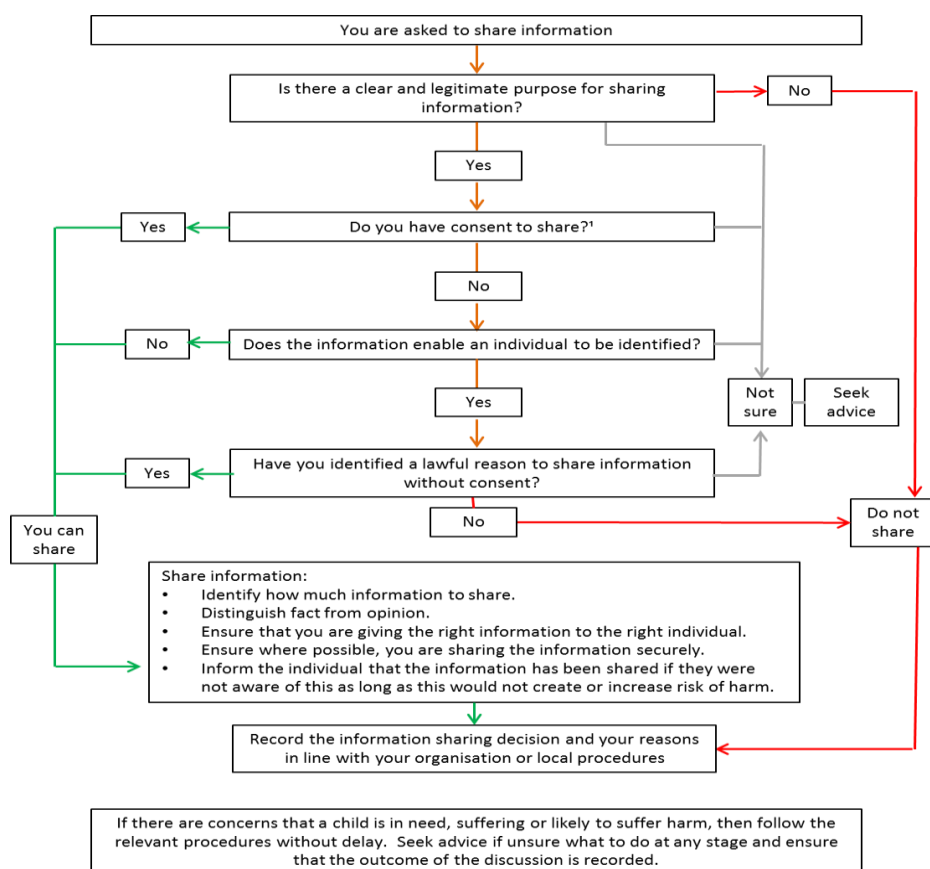 You are asked to share information
Is there a clear and legitimate purpose for sharing
information?
No
Yes
Yes
Do you have consent to share?¹
No
No
Does the information enable an individual to be identified?
Yes
Not
sure
Seek
advice
Yes
Have you identified a lawful reason to share information
without consent?
No
You can
share
Do not
share
Share information:
• Identify how much information to share.
• Distinguish fact from opinion.
• Ensure that you are giving the right information to the right individual.
• Ensure where possible, you are sharing the information securely.
• Inform the individual that the information has been shared if they were
not aware of this as long as this would not create or increase risk of harm.
Record the information sharing decision and your reasons
in line with your organisation or local procedures
If there are concerns that a child is in need, suffering or likely to suffer harm, then follow the
relevant procedures without delay.  Seek advice if unsure what to do at any stage and ensure
that the outcome of the discussion is recorded.